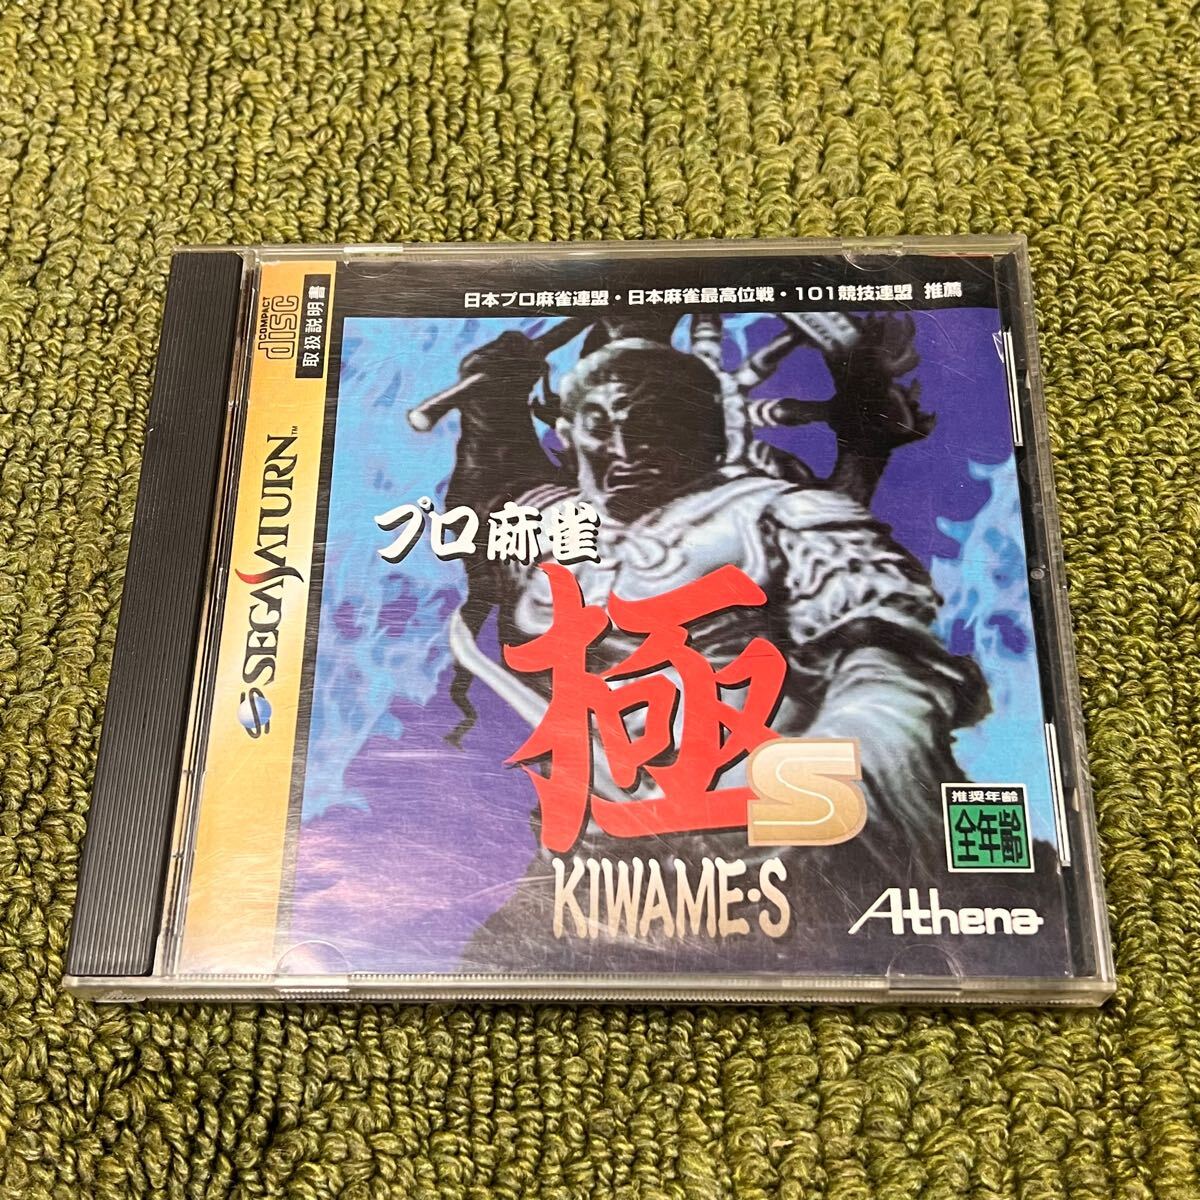 日本プロ麻雀連盟・日本麻雀最高位戦・101競技連盟 推薦
COMPACT
disc
取扱説明書
SEGA SATURN™
プロ麻雀
極
S
KIWAME・S
推奨年齢
全年齢
Athena